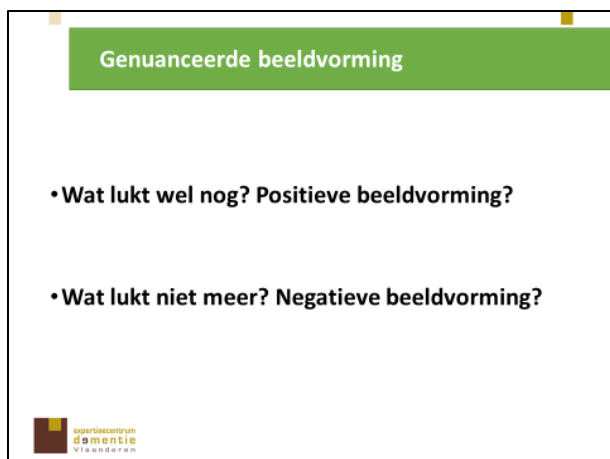 Genuanceerde beeldvorming
•Wat lukt wel nog? Positieve beeldvorming?
•Wat lukt niet meer? Negatieve beeldvorming?
expertisecentrum
dementie
Vlaanderen